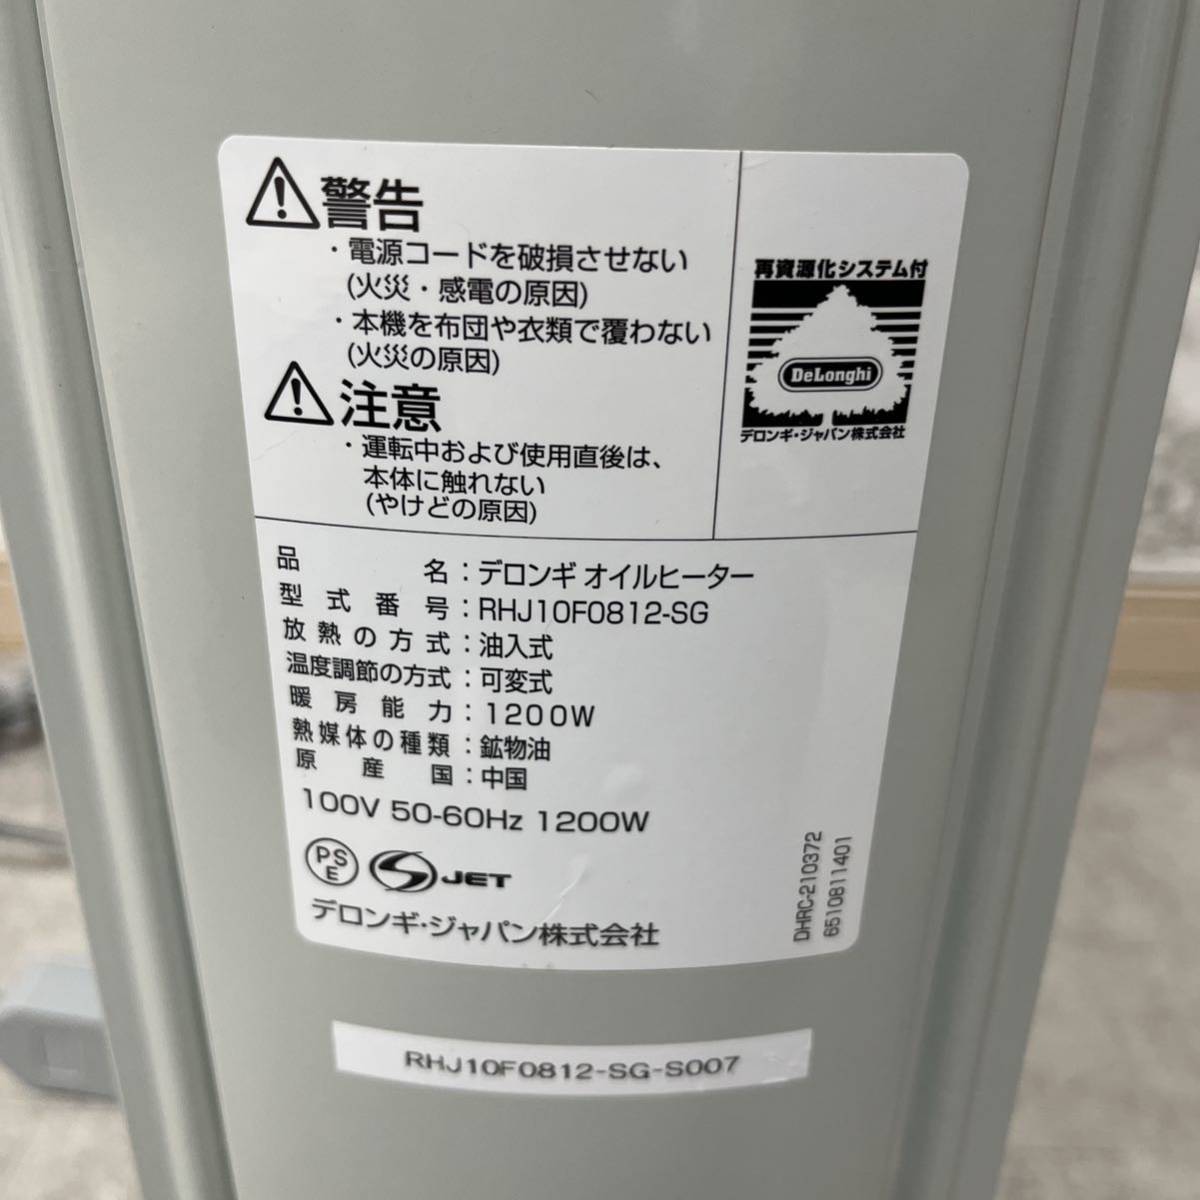 警告
・電源コードを破損させない
(火災・感電の原因)
・本機を布団や衣類で覆わない
(火災の原因)
注意
・運転中および使用直後は、
本体に触れない
(やけどの原因)
再資源化システム付
DeLonghi
デロンギ・ジャパン株式会社
品名：デロンギ オイルヒーター
型式番号：RHJ10F0812-SG
放熱の方式：油入式
温度調節の方式：可変式
暖房能力：1200W
熱媒体の種類：鉱物油
原産国：中国
100V 50-60Hz 1200W
PSE
JET
デロンギ・ジャパン株式会社
DHRC-210372
6510811401
RHJ10F0812-SG-S007